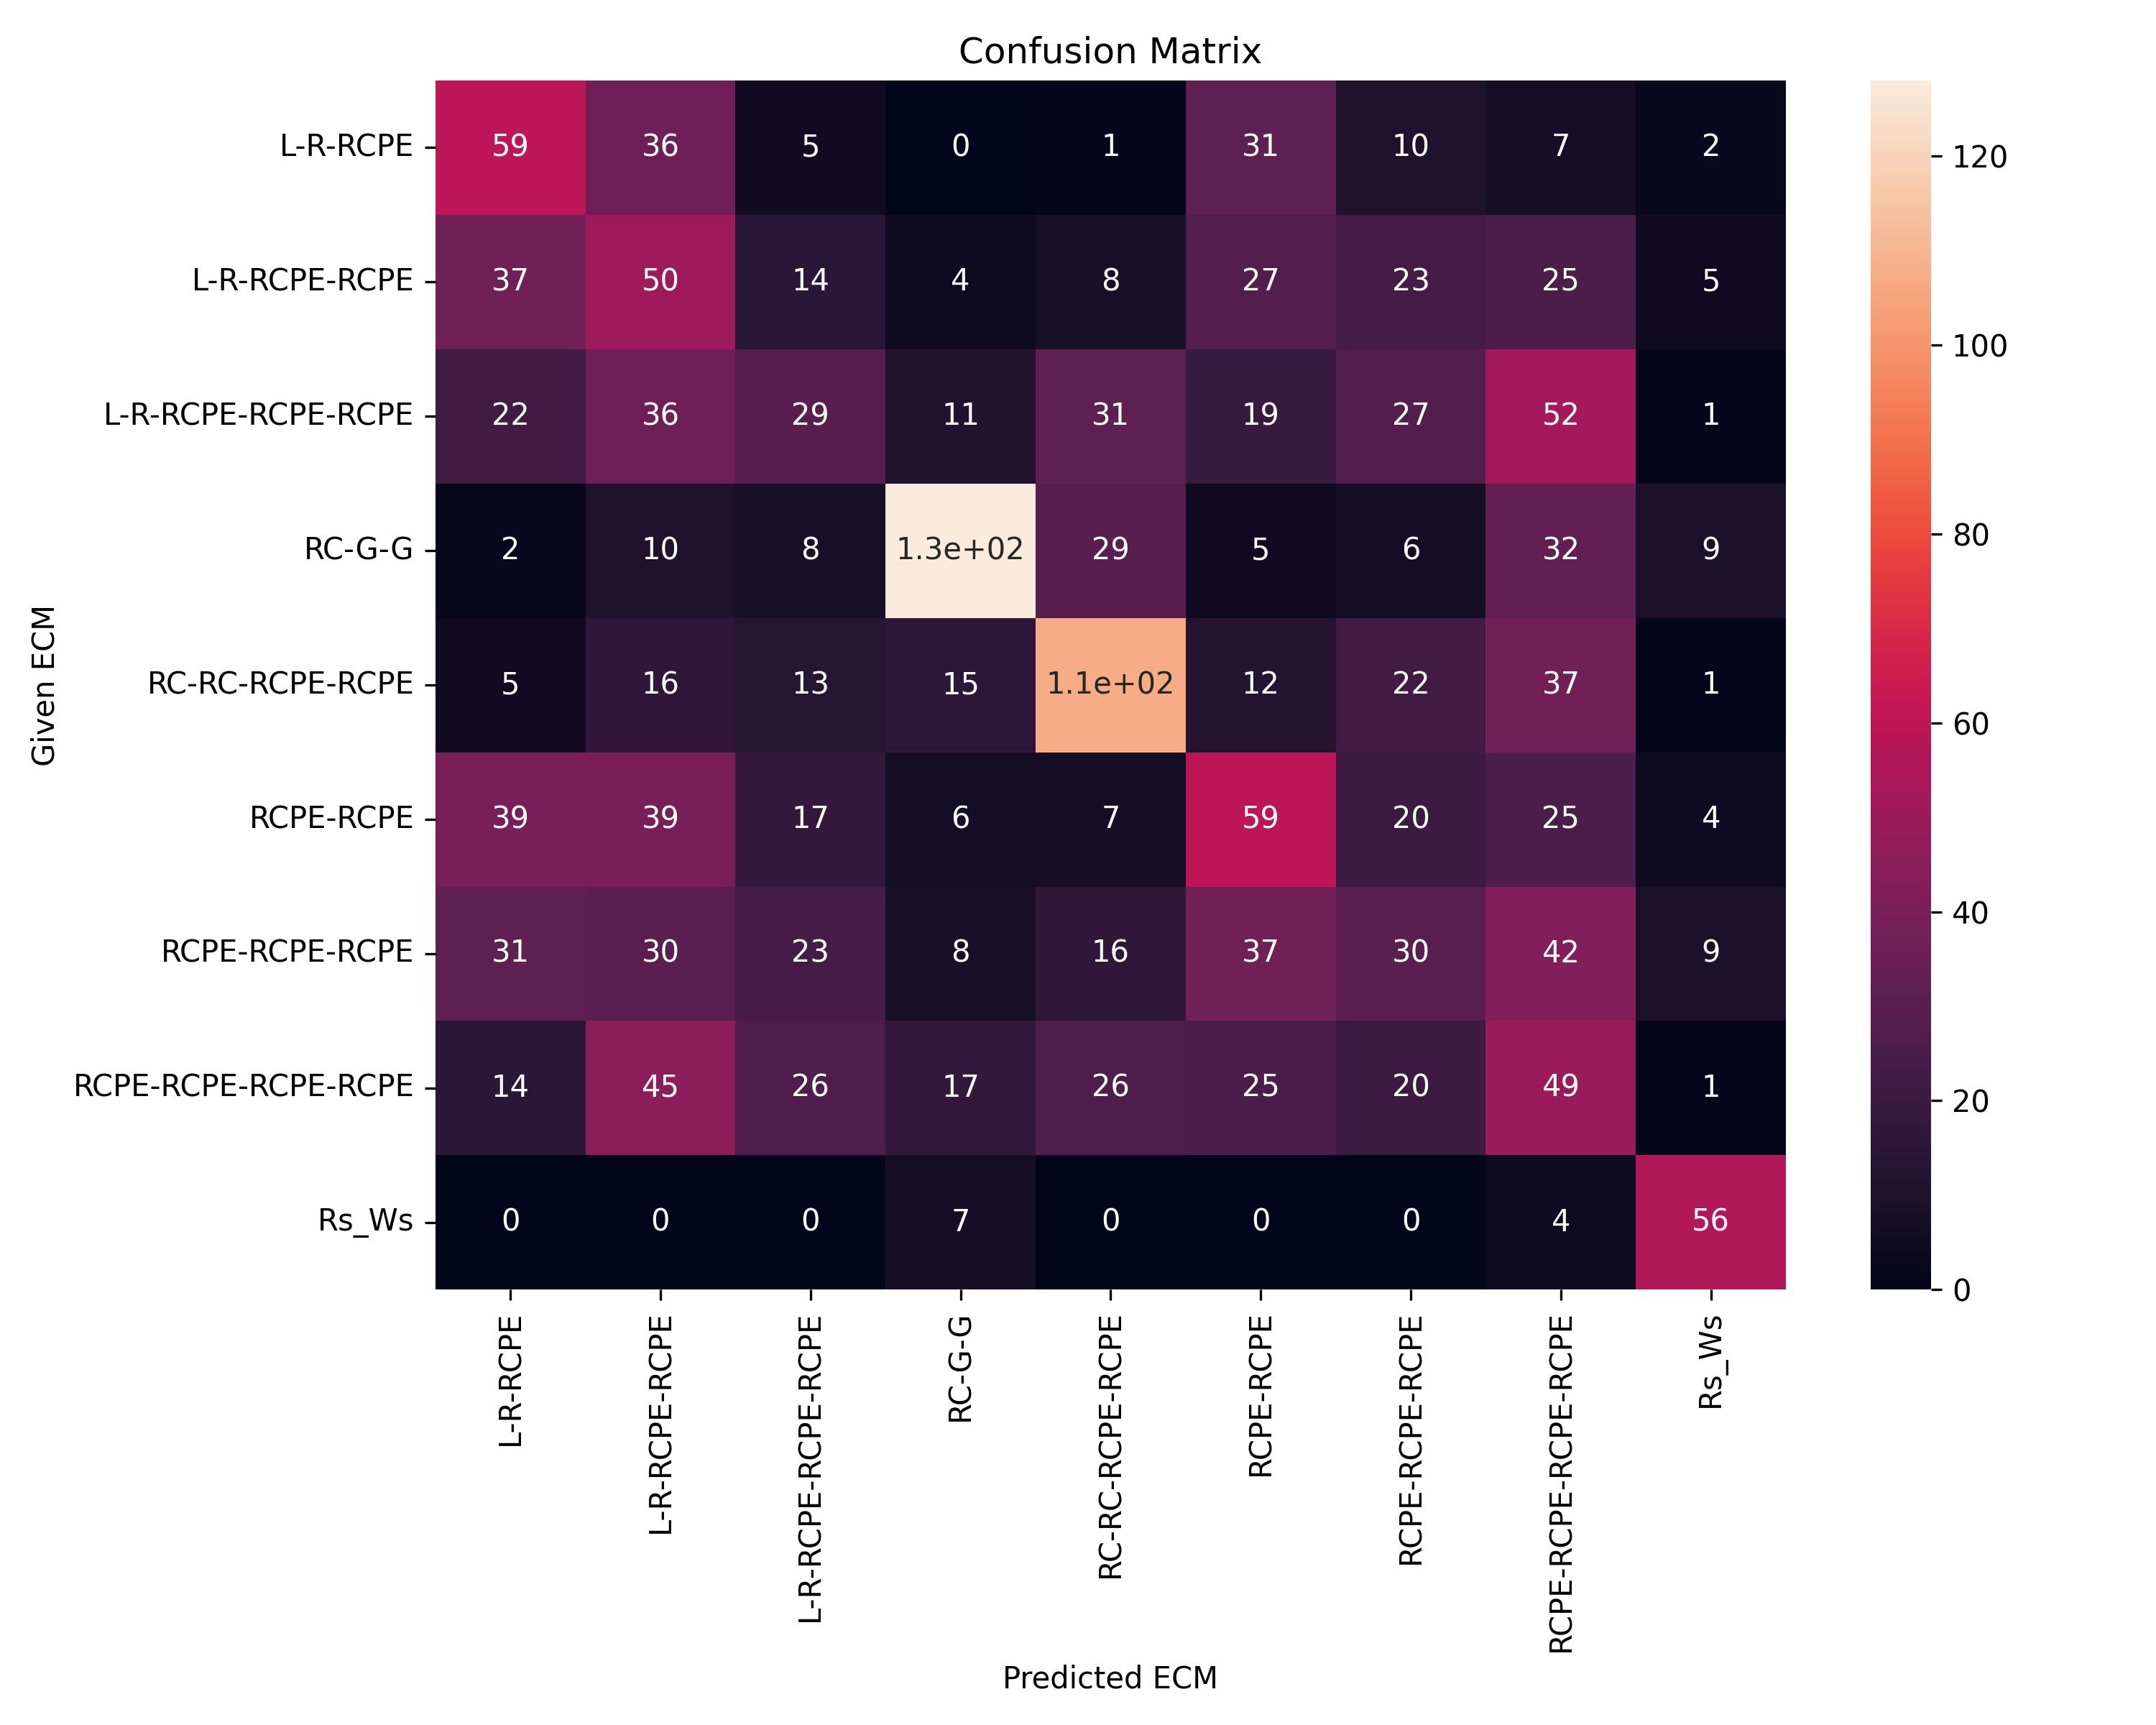 Confusion Matrix
Given ECM
L-R-RCPE 59 36 5 0 1 31 10 7 2
L-R-RCPE-RCPE 37 50 14 4 8 27 23 25 5
L-R-RCPE-RCPE-RCPE 22 36 29 11 31 19 27 52 1
RC-G-G 2 10 8 1.3e+02 29 5 6 32 9
RC-RC-RCPE-RCPE 5 16 13 15 1.1e+02 12 22 37 1
RCPE-RCPE 39 39 17 6 7 59 20 25 4
RCPE-RCPE-RCPE 31 30 23 8 16 37 30 42 9
RCPE-RCPE-RCPE-RCPE 14 45 26 17 26 25 20 49 1
Rs_Ws 0 0 0 7 0 0 0 4 56
L-R-RCPE
L-R-RCPE-RCPE
L-R-RCPE-RCPE-RCPE
RC-G-G
RC-RC-RCPE-RCPE
RCPE-RCPE
RCPE-RCPE-RCPE
RCPE-RCPE-RCPE-RCPE
Rs_Ws
Predicted ECM
120
100
80
60
40
20
0